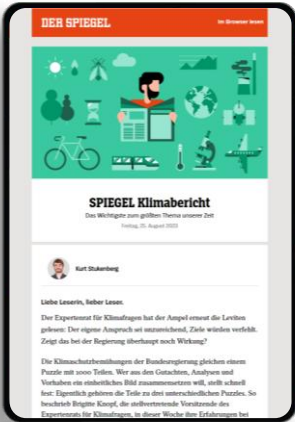 DER SPIEGEL
Im Browser lesen
SPIEGEL Klimabericht
Das Wichtigste zum größten Thema unserer Zeit
Freitag, 25. August 2023
Kurt Stukenberg
Liebe Leserin, lieber Leser,
Der Expertenrat für Klimafragen hat der Ampel erneut die Leviten
gelesen: Der eigene Anspruch sei unzureichend, Ziele würden verfehlt.
Zeigt das bei der Regierung überhaupt noch Wirkung?
Die Klimaschutzbemühungen der Bundesregierung gleichen einem
Puzzle mit 1000 Teilen. Wer aus den Gutachten, Analysen und
Vorhaben ein einheitliches Bild zusammensetzen will, stellt schnell
fest: Eigentlich gehören die Teile zu drei unterschiedlichen Puzzles. So
beschrieb Brigitte Knopf, die stellvertretende Vorsitzende des
Expertenrats für Klimafragen, in dieser Woche ihre Erfahrungen bei